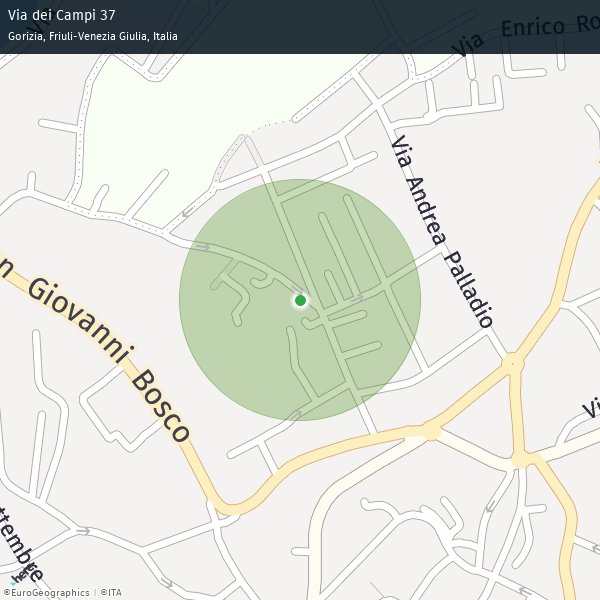 Via dei Campi 37
Gorizia, Friuli-Venezia Giulia, Italia
Via Enrico Ro
Via Andrea Palladio
n Giovanni Bosco
Vi
ttembre
©EuroGeographics | ©ITA